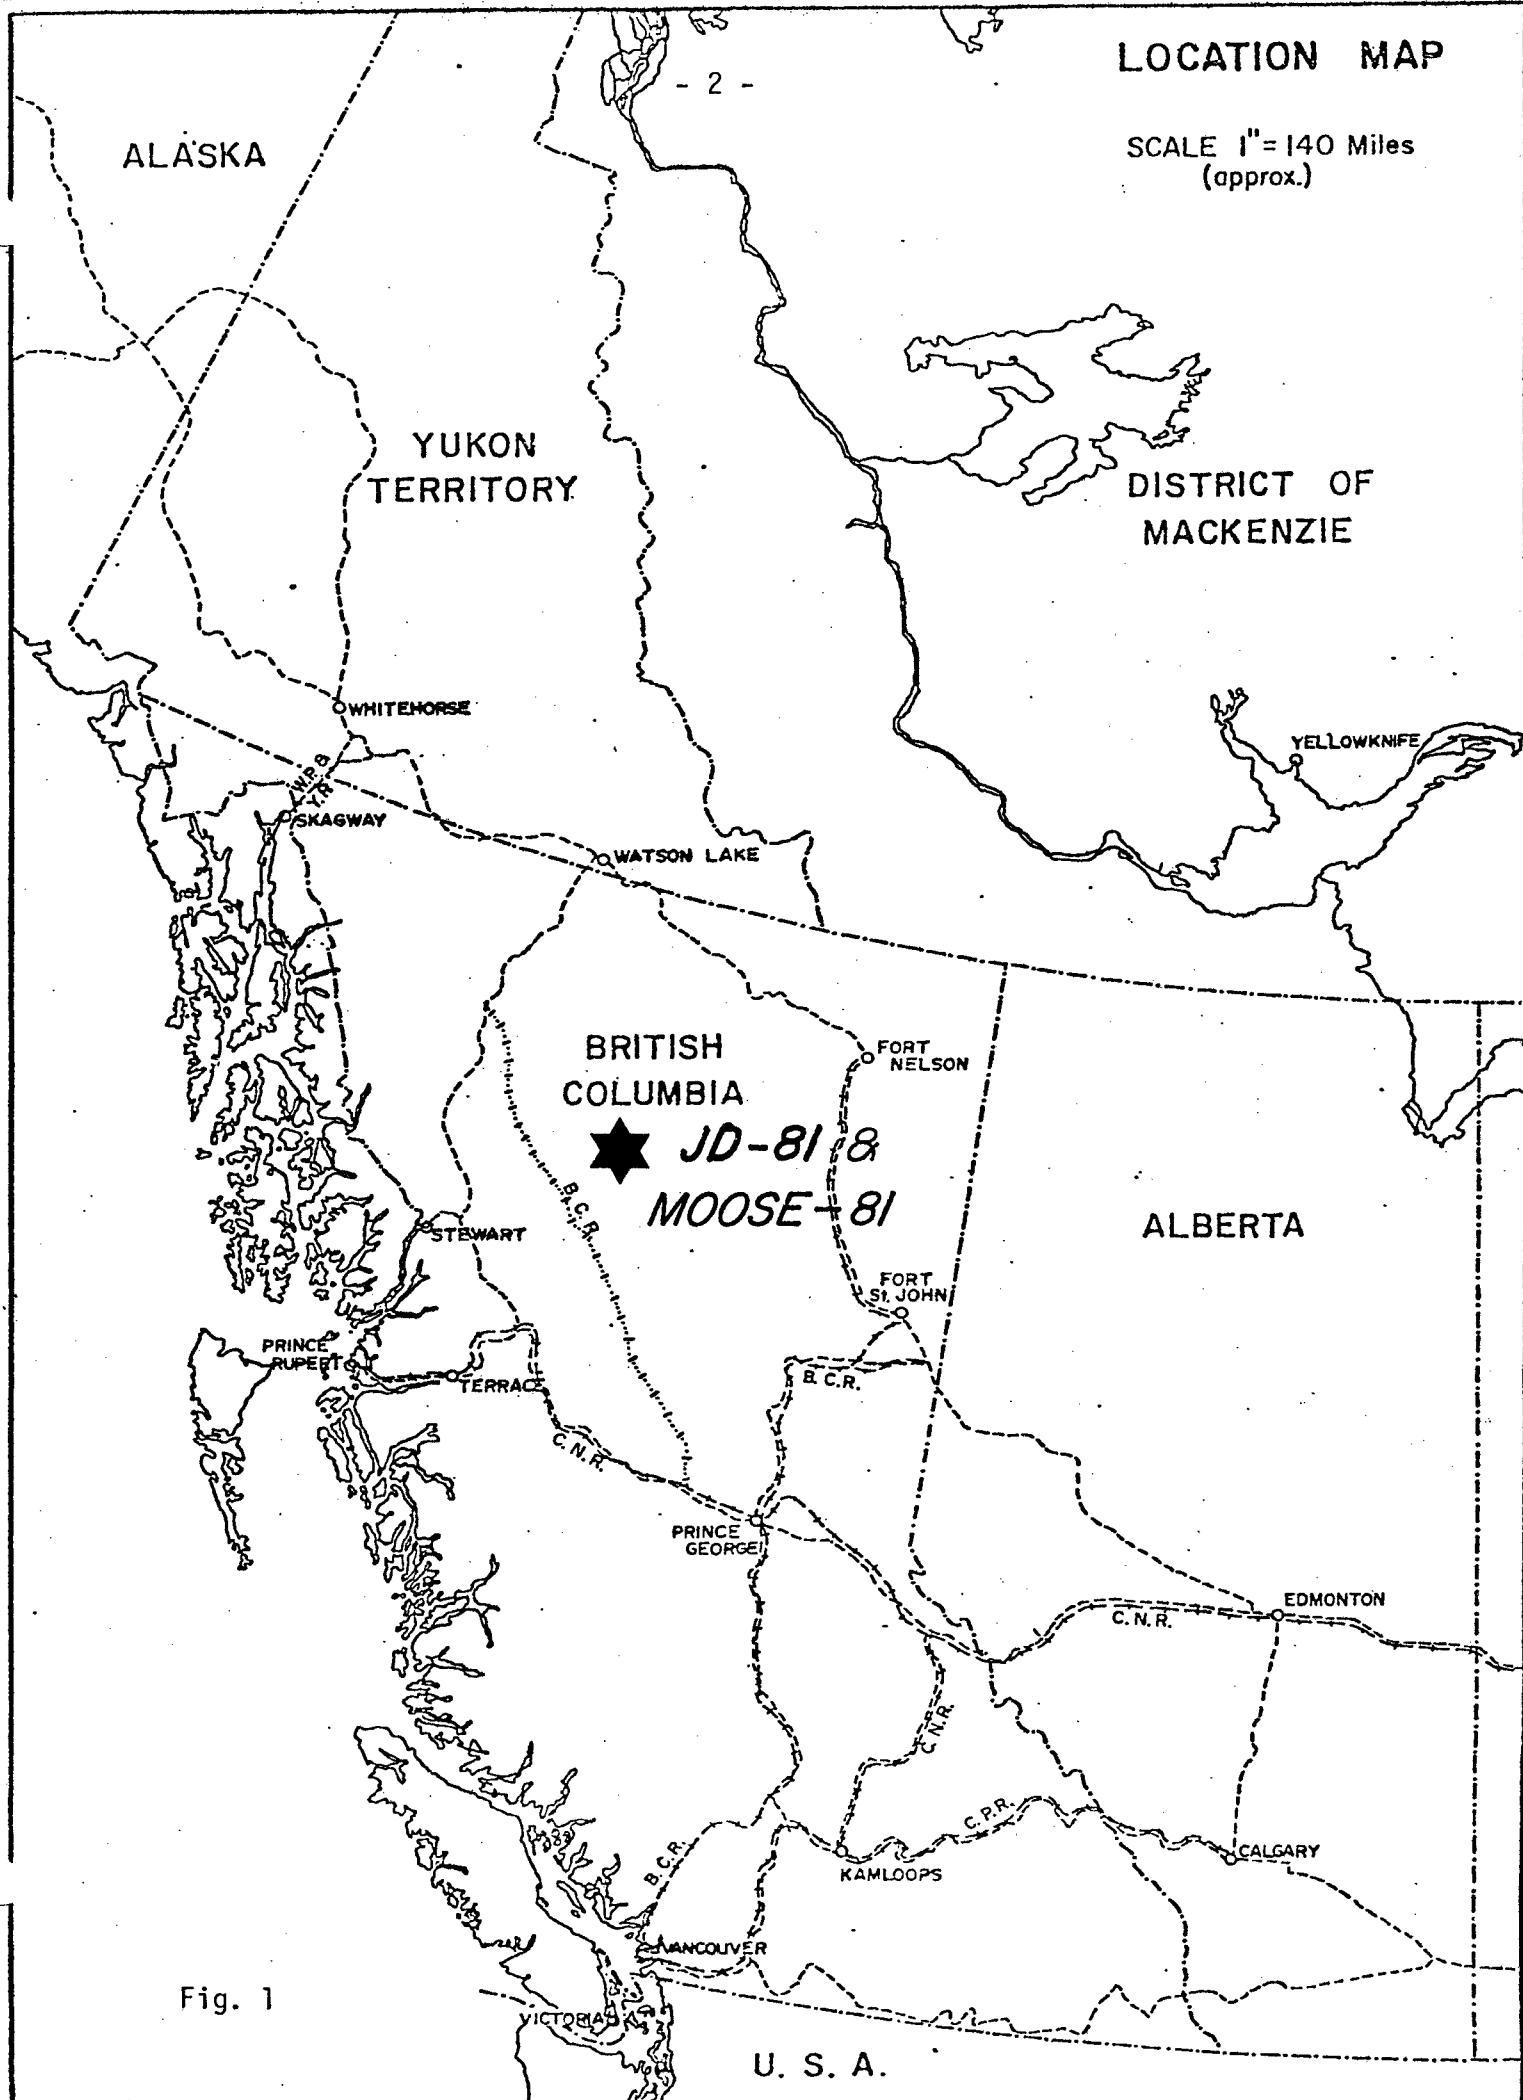 - 2 -
LOCATION MAP
SCALE 1"= 140 Miles
(approx.)
ALASKA
YUKON
TERRITORY
DISTRICT OF
MACKENZIE
WHITEHORSE
YELLOWKNIFE
W.P.&
Y.R.
SKAGWAY
WATSON LAKE
BRITISH
COLUMBIA
FORT
NELSON
JD-81 &
MOOSE-81
B.C.R.
STEWART
ALBERTA
FORT
St. JOHN
PRINCE
RUPERT
TERRACE
B.C.R.
C.N.R.
PRINCE
GEORGE
EDMONTON
C.N.R.
C.N.R.
C.P.R.
B.C.R.
KAMLOOPS
CALGARY
VANCOUVER
Fig. 1
VICTORIA
U. S. A.